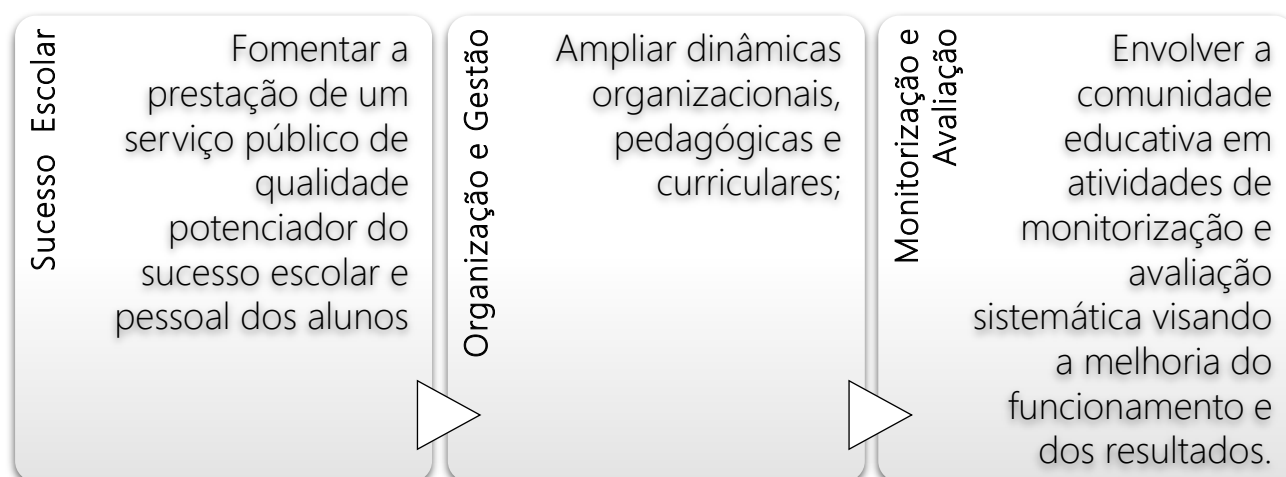 Sucesso Escolar
Fomentar a
prestação de um
serviço público de
qualidade
potenciador do
sucesso escolar e
pessoal dos alunos
Organização e Gestão
Ampliar dinâmicas
organizacionais,
pedagógicas e
curriculares;
Monitorização e
Avaliação
Envolver a
comunidade
educativa em
atividades de
monitorização e
avaliação
sistemática visando
a melhoria do
funcionamento e
dos resultados.